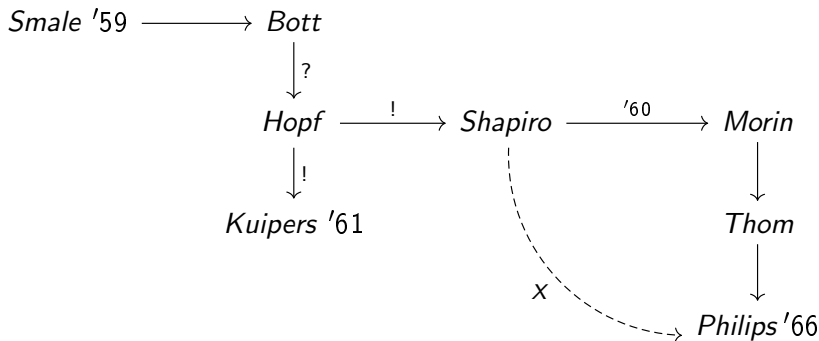 Smale '59 Bott
?
Hopf ! Shapiro '60 Morin
!
Kuipers '61 Thom
X
Philips '66